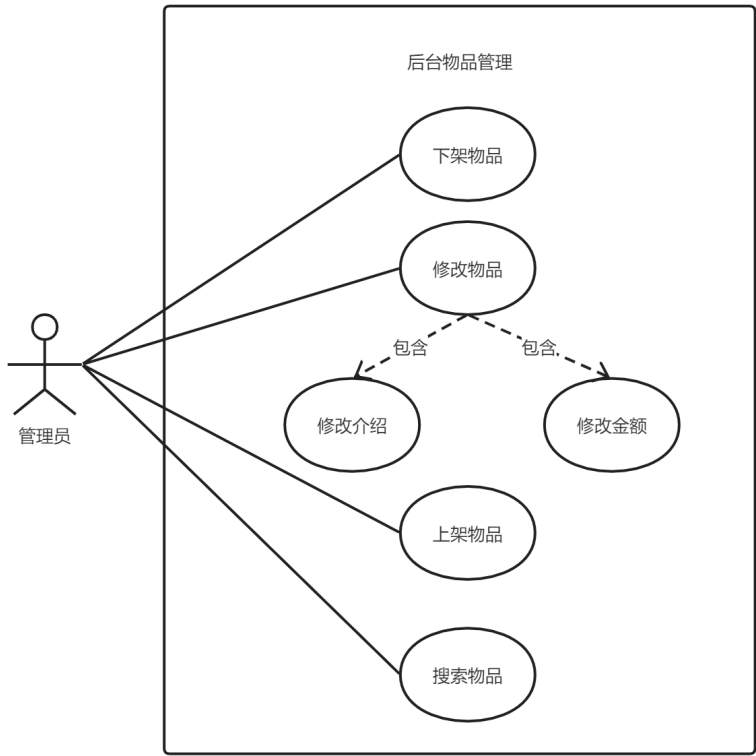 后台物品管理
下架物品
修改物品
包含
包含
修改介绍
修改金额
管理员
上架物品
搜索物品